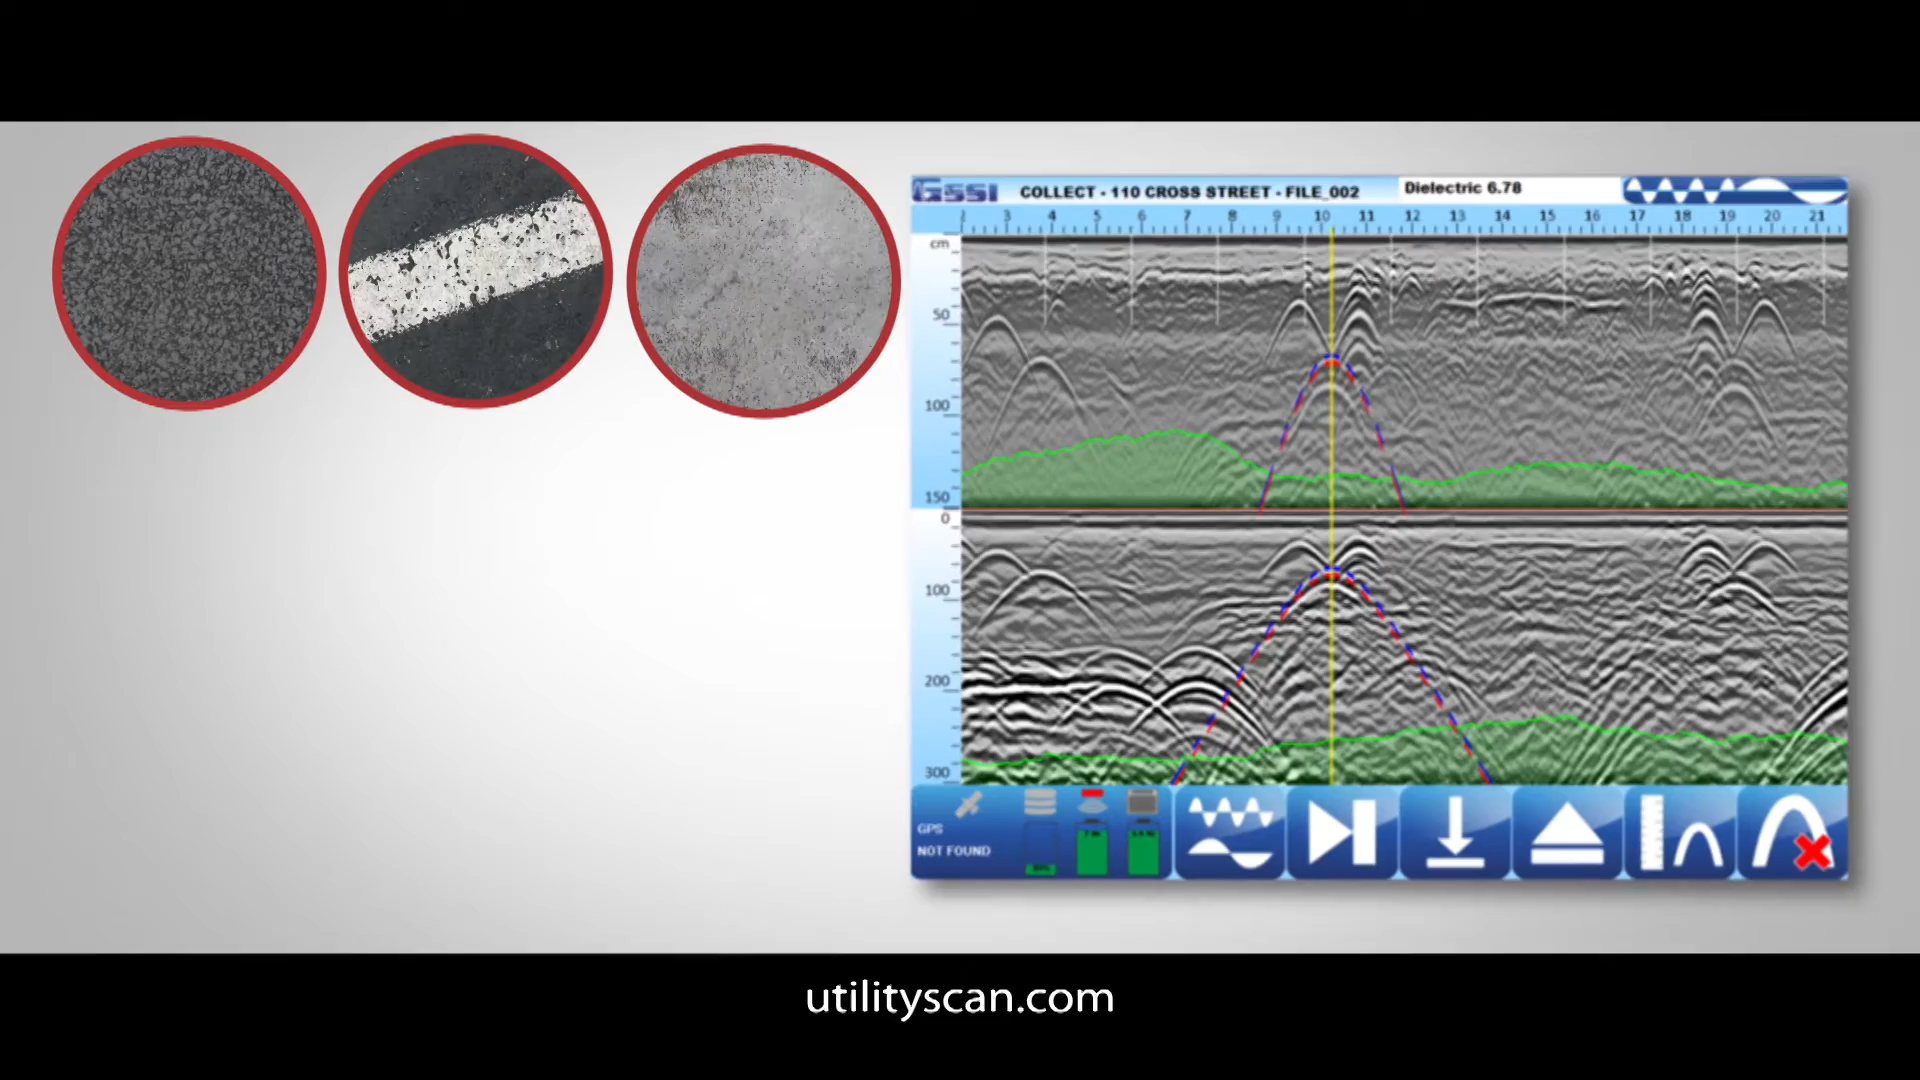 GSSI COLLECT - 110 CROSS STREET - FILE_002 Dielectric 6.78
3 4 5 6 7 8 9 10 11 12 13 14 15 16 17 18 19 20 21
cm
50
100
150
0
100
200
300
GPS
NOT FOUND
utilityscan.com